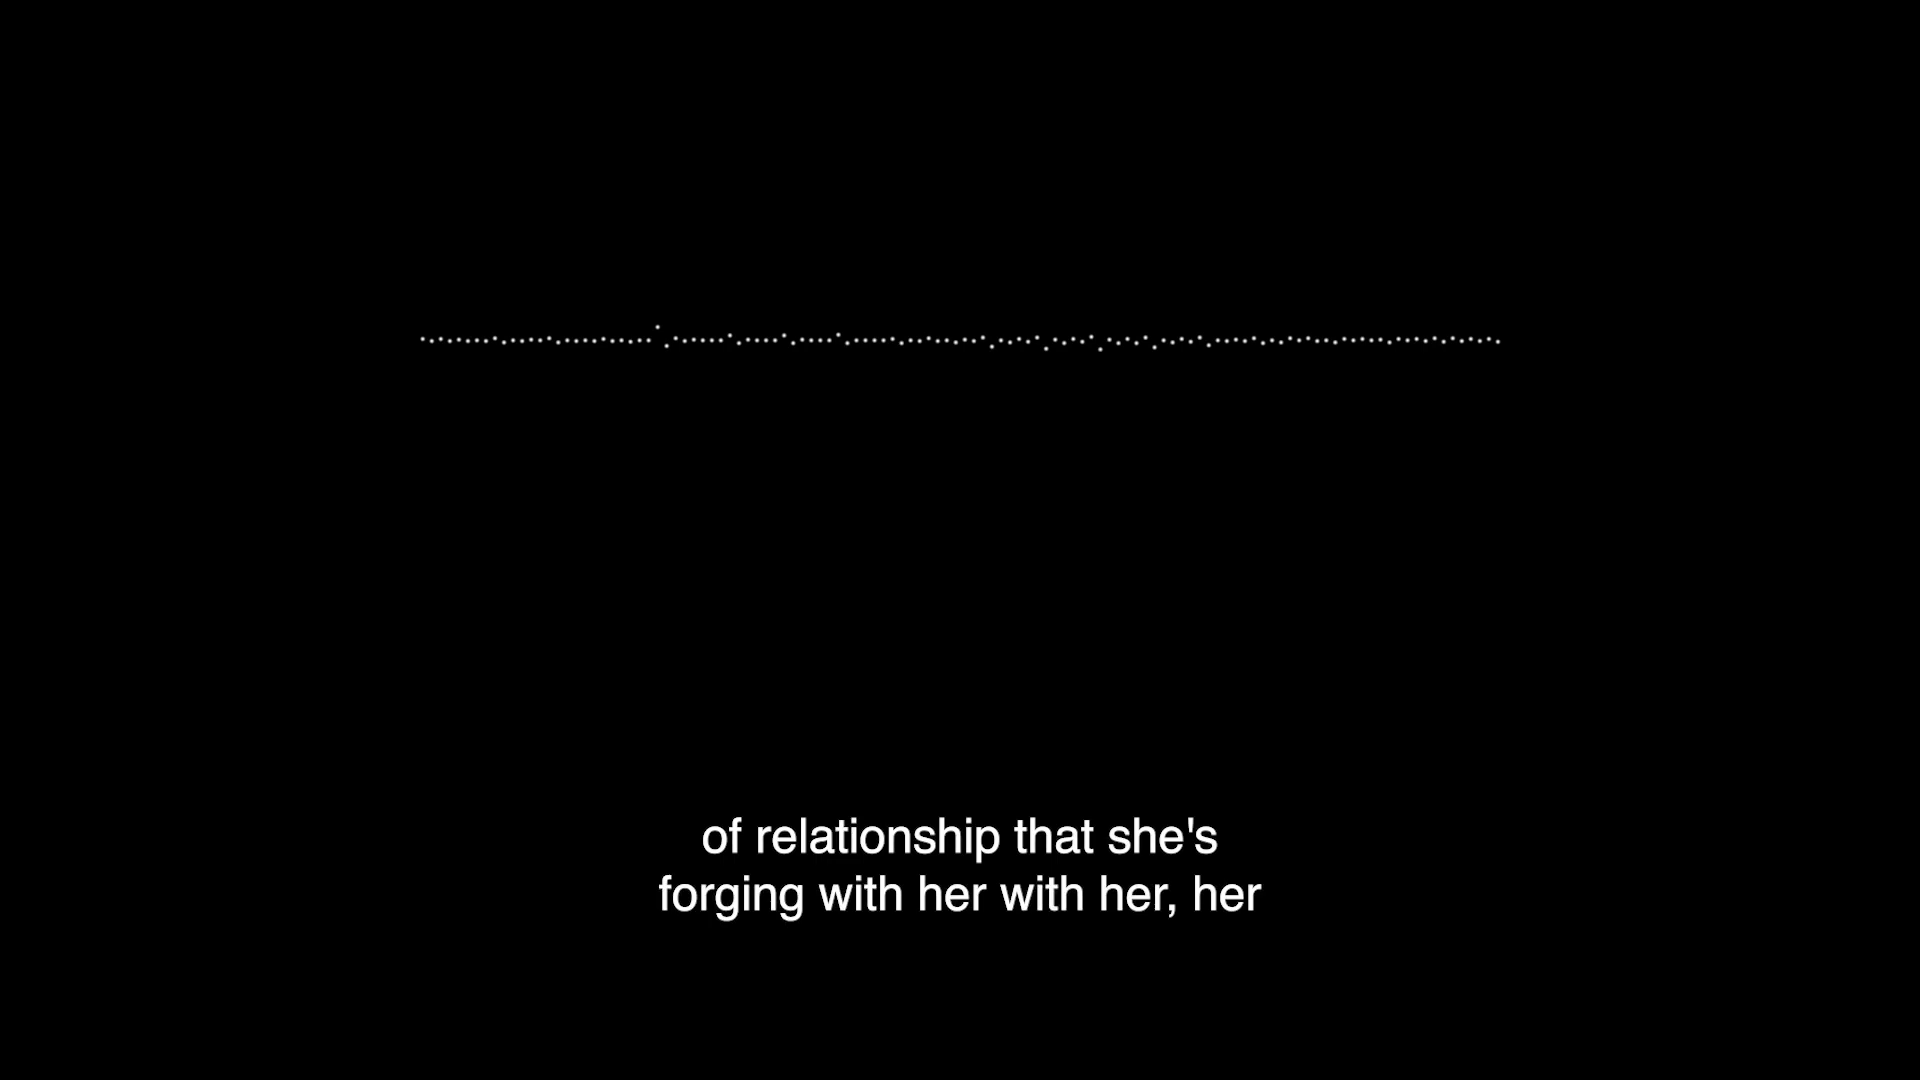 of relationship that she's
forging with her with her, her